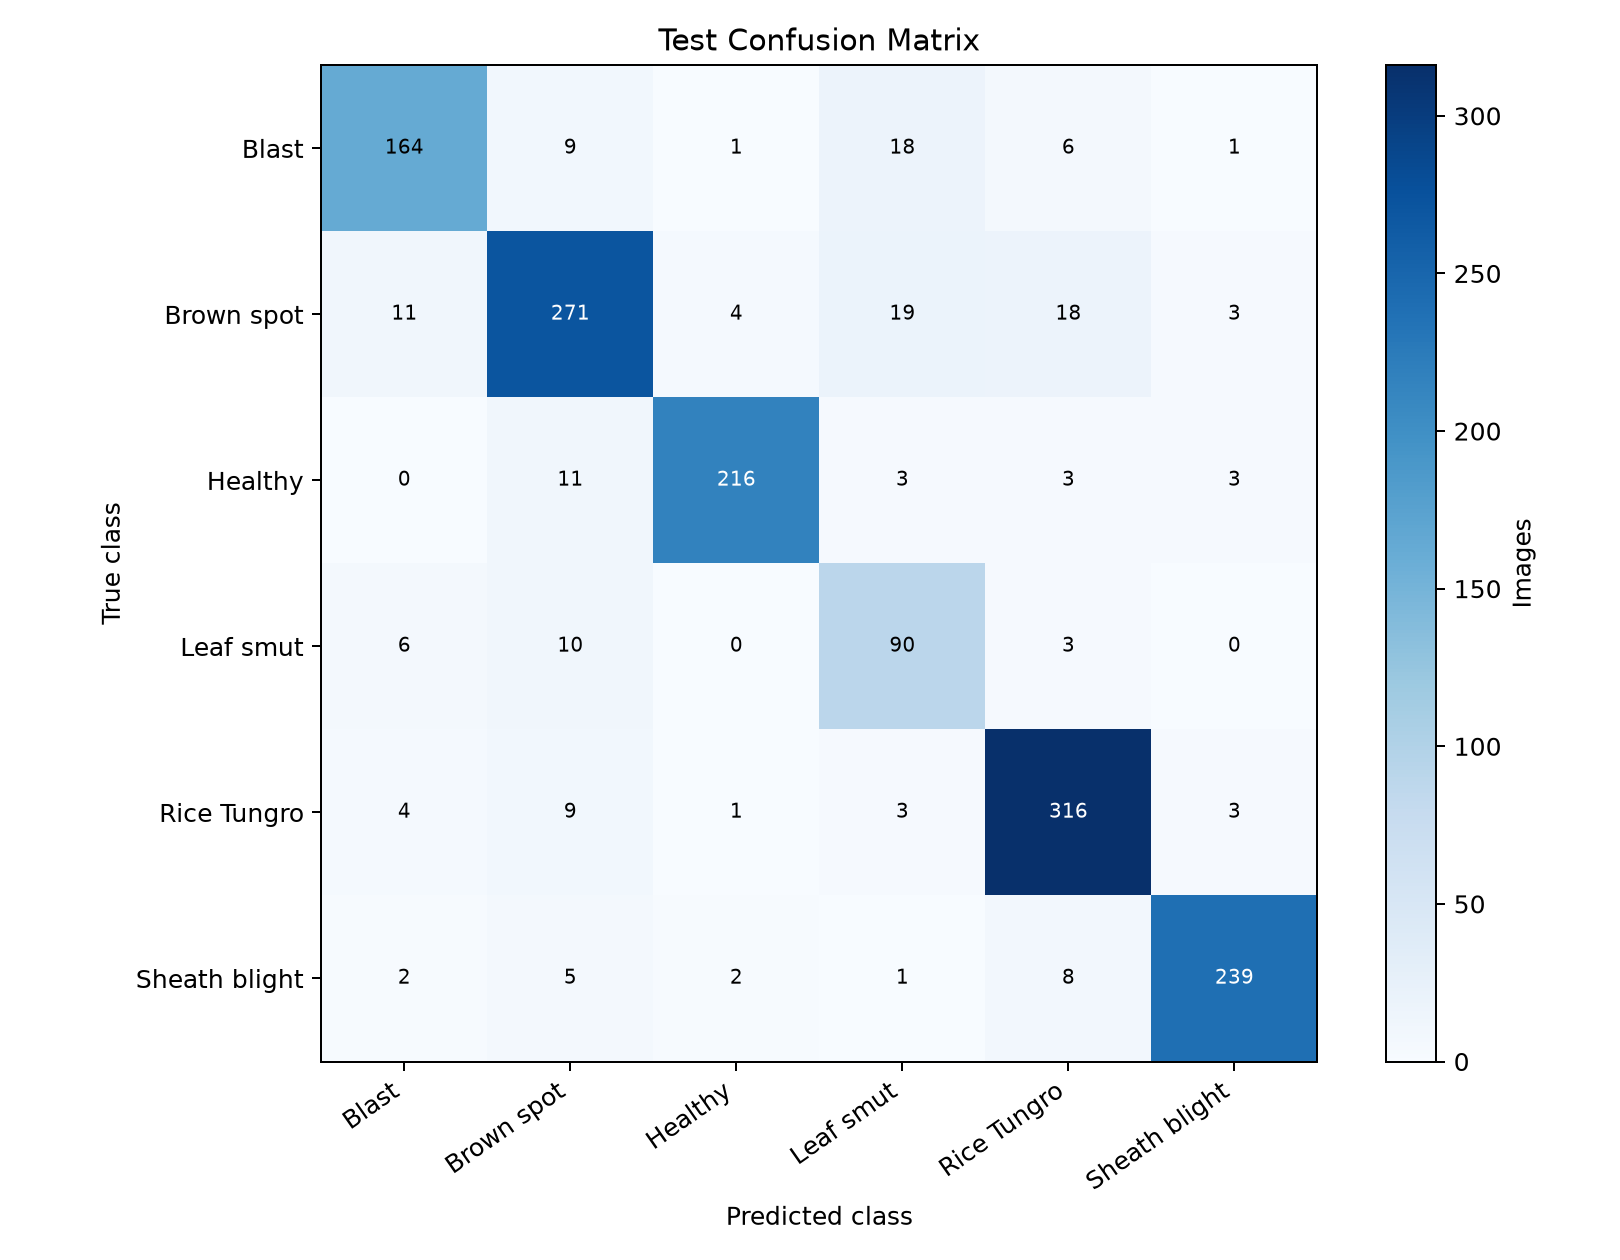 Test Confusion Matrix
Blast 164 9 1 18 6 1
Brown spot 11 271 4 19 18 3
Healthy 0 11 216 3 3 3
Leaf smut 6 10 0 90 3 0
Rice Tungro 4 9 1 3 316 3
Sheath blight 2 5 2 1 8 239
True class
Blast Brown spot Healthy Leaf smut Rice Tungro Sheath blight
Predicted class
300
250
200
150
100
50
0
Images